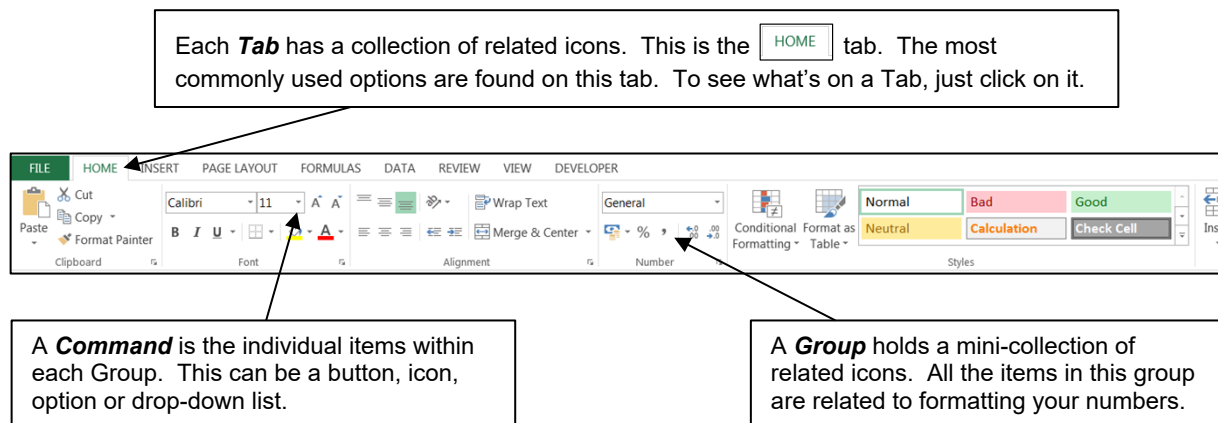 Each Tab has a collection of related icons. This is the HOME tab. The most
commonly used options are found on this tab. To see what's on a Tab, just click on it.
FILE HOME INSERT PAGE LAYOUT FORMULAS DATA REVIEW VIEW DEVELOPER
Cut
Copy
Format Painter
Paste
Clipboard
Calibri 11 A A
B I U A
Font
Wrap Text
Merge & Center
Alignment
General
% ,
.0 .00
.00 .0
Number
Conditional
Formatting
Format as
Table
Normal Bad Good
Neutral Calculation Check Cell
Styles
Ins
A Command is the individual items within
each Group. This can be a button, icon,
option or drop-down list.
A Group holds a mini-collection of
related icons. All the items in this group
are related to formatting your numbers.